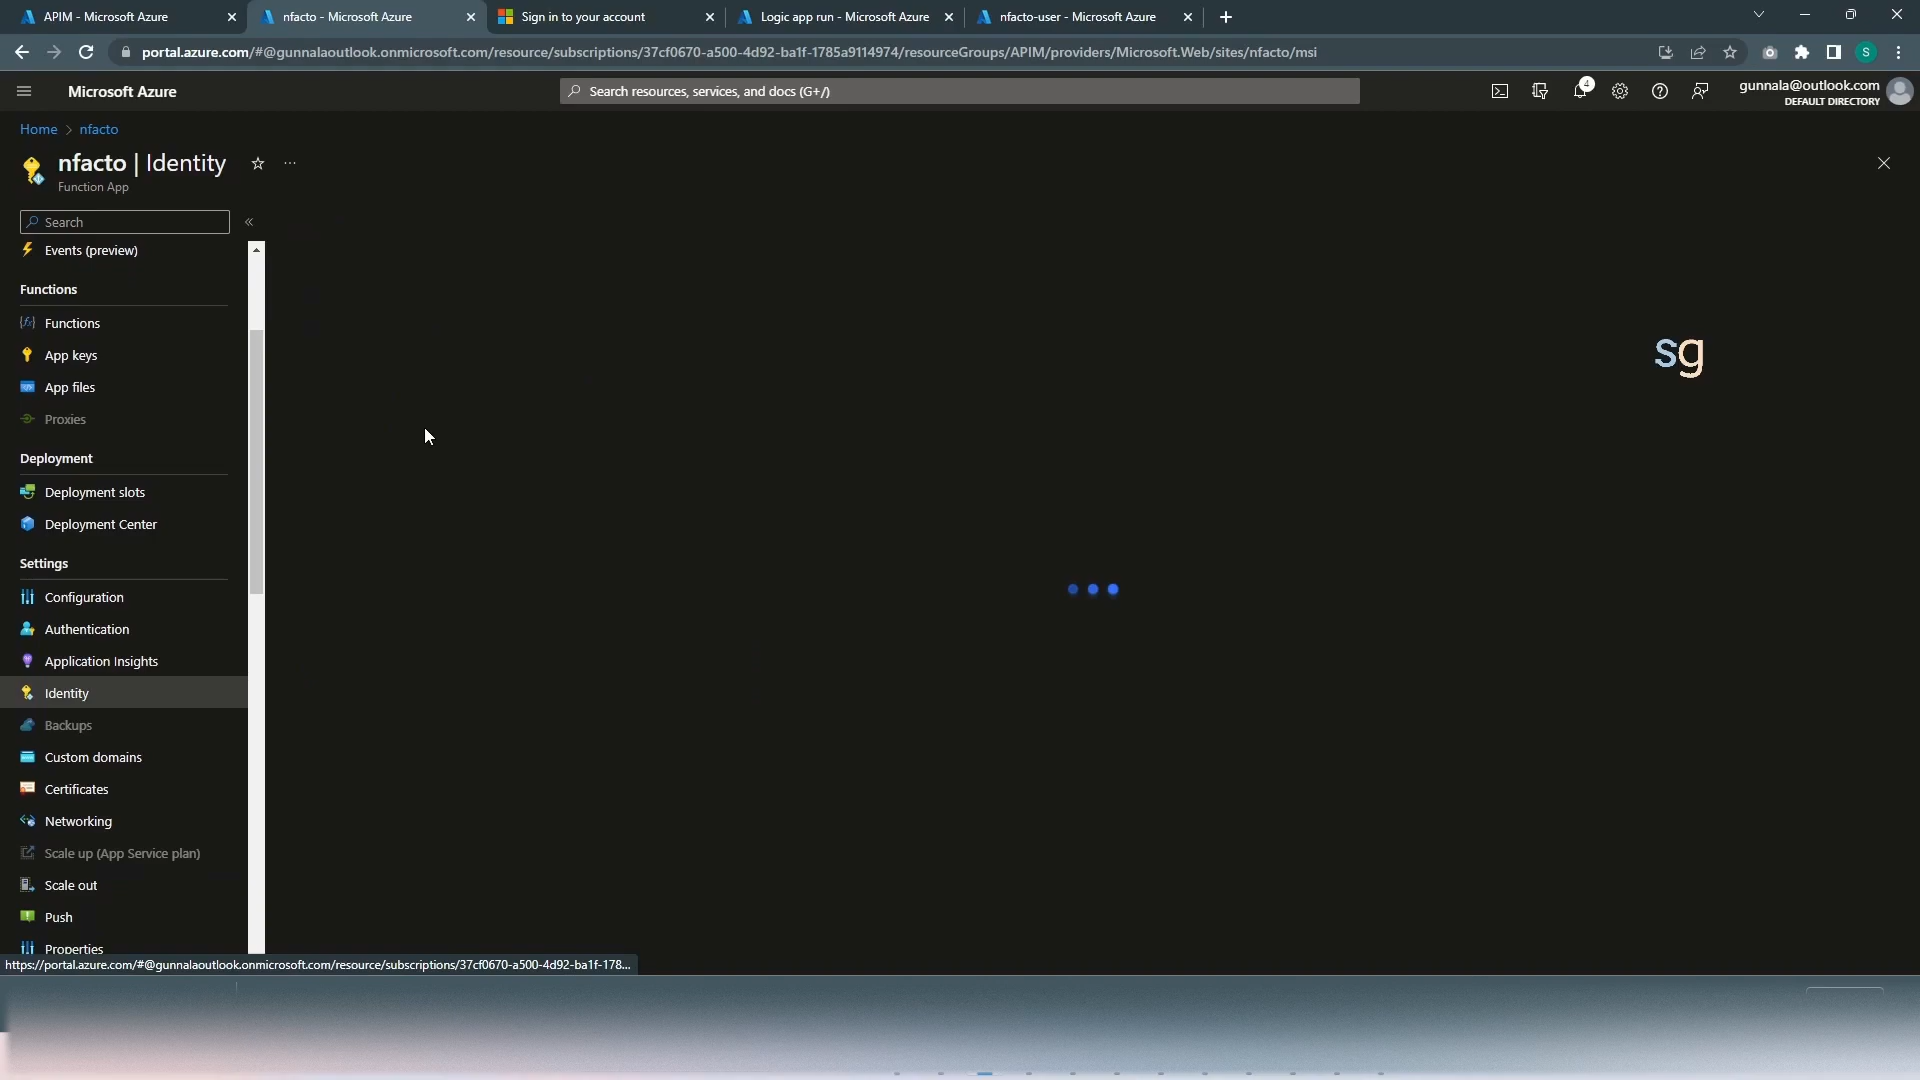 APIM - Microsoft Azure
nfacto - Microsoft Azure
Sign in to your account
Logic app run - Microsoft Azure
nfacto-user - Microsoft Azure
portal.azure.com/#@gunnalaoutlook.onmicrosoft.com/resource/subscriptions/37cf0670-a500-4d92-ba1f-1785a9114974/resourceGroups/APIM/providers/Microsoft.Web/sites/nfacto/msi
S
Microsoft Azure
Search resources, services, and docs (G+/)
4
gunnala@outlook.com
DEFAULT DIRECTORY
Home > nfacto
nfacto | Identity
Function App
Search
Events (preview)
Functions
Functions
App keys
App files
Proxies
Deployment
Deployment slots
Deployment Center
Settings
Configuration
Authentication
Application Insights
Identity
Backups
Custom domains
Certificates
Networking
Scale up (App Service plan)
Scale out
Push
Properties
https://portal.azure.com/#@gunnalaoutlook.onmicrosoft.com/resource/subscriptions/37cf0670-a500-4d92-ba1f-178...
sg